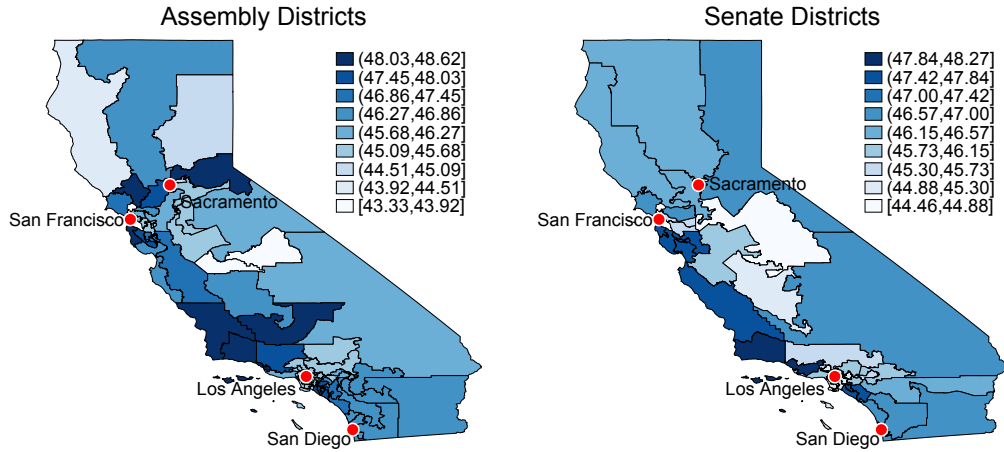 Assembly Districts
(48.03,48.62]
(47.45,48.03]
(46.86,47.45]
(46.27,46.86]
(45.68,46.27]
(45.09,45.68]
(44.51,45.09]
(43.92,44.51]
[43.33,43.92]
Sacramento
San Francisco
Los Angeles
San Diego
Senate Districts
(47.84,48.27]
(47.42,47.84]
(47.00,47.42]
(46.57,47.00]
(46.15,46.57]
(45.73,46.15]
(45.30,45.73]
(44.88,45.30]
[44.46,44.88]
Sacramento
San Francisco
Los Angeles
San Diego